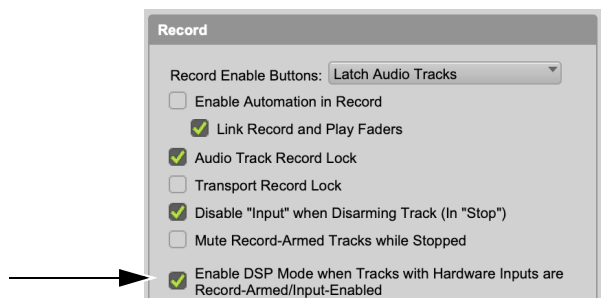 Record
Record Enable Buttons: Latch Audio Tracks
Enable Automation in Record
Link Record and Play Faders
Audio Track Record Lock
Transport Record Lock
Disable "Input" when Disarming Track (In "Stop")
Mute Record-Armed Tracks while Stopped
Enable DSP Mode when Tracks with Hardware Inputs are
Record-Armed/Input-Enabled